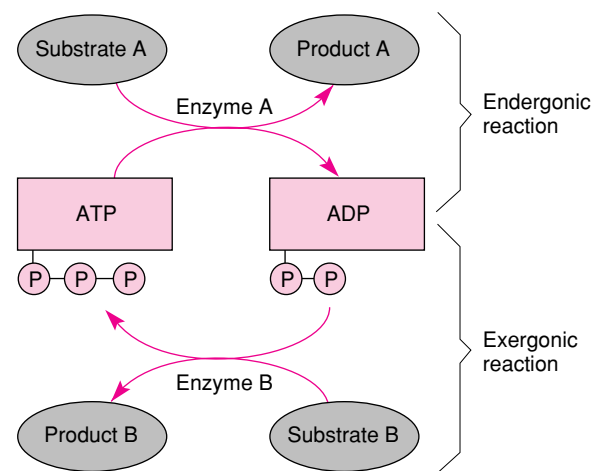 Substrate A
Product A
Enzyme A
Endergonic
reaction
ATP
ADP
P P P
P P
Exergonic
reaction
Enzyme B
Product B
Substrate B